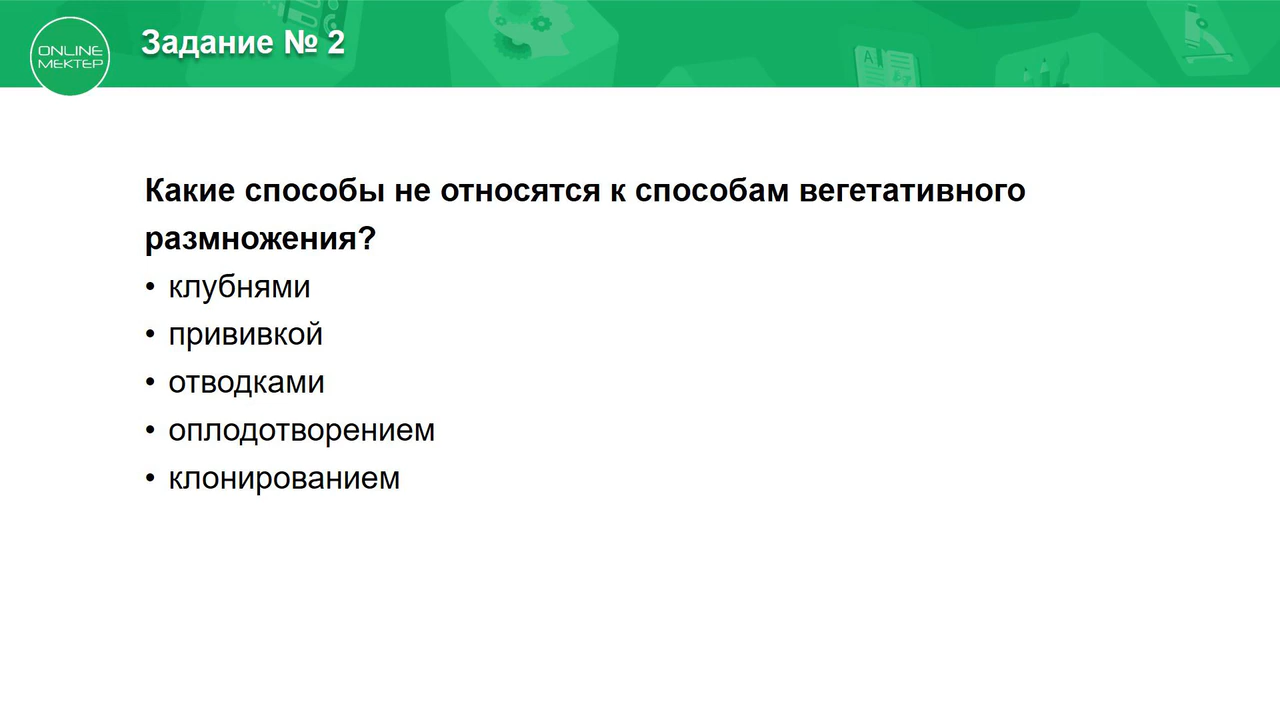 ONLINE
МЕКТЕР
Задание № 2
Какие способы не относятся к способам вегетативного
размножения?
• клубнями
• прививкой
• отводками
• оплодотворением
• клонированием